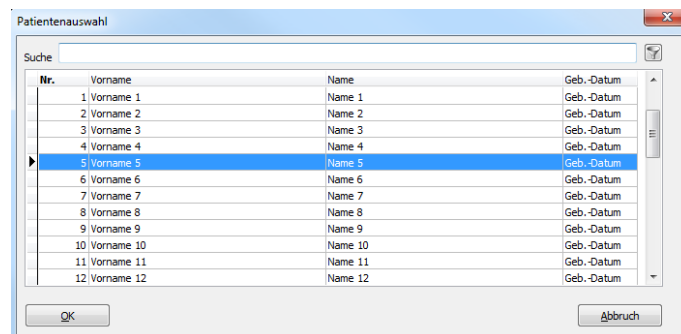 Patientenauswahl
Suche
Nr. Vorname Name Geb.-Datum
1 Vorname 1 Name 1 Geb.-Datum
2 Vorname 2 Name 2 Geb.-Datum
3 Vorname 3 Name 3 Geb.-Datum
4 Vorname 4 Name 4 Geb.-Datum
5 Vorname 5 Name 5 Geb.-Datum
6 Vorname 6 Name 6 Geb.-Datum
7 Vorname 7 Name 7 Geb.-Datum
8 Vorname 8 Name 8 Geb.-Datum
9 Vorname 9 Name 9 Geb.-Datum
10 Vorname 10 Name 10 Geb.-Datum
11 Vorname 11 Name 11 Geb.-Datum
12 Vorname 12 Name 12 Geb.-Datum
OK Abbruch